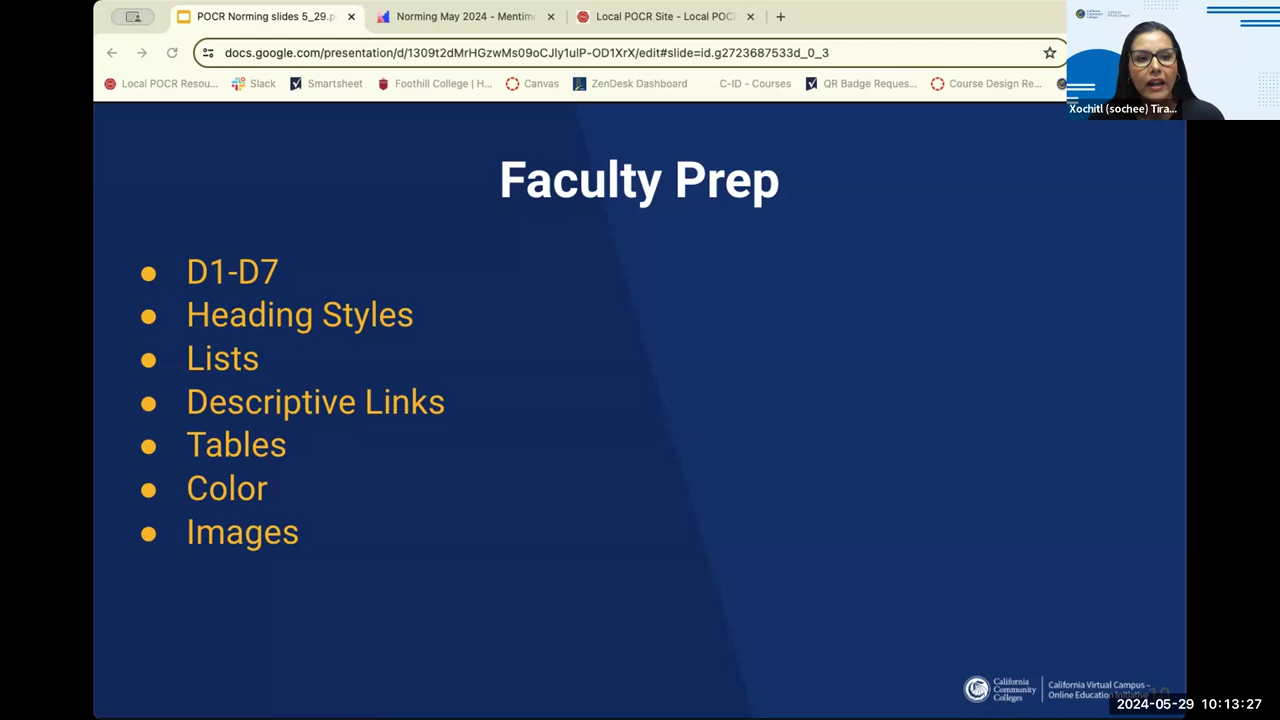 POCR Norming slides 5_29.p
Norming May 2024 - Mentime
Local POCR Site - Local POC
docs.google.com/presentation/d/1309t2dMrHGzwMs09oCJly1ulP-OD1XrX/edit#slide=id.g2723687533d_0_3
Local POCR Resou...
Slack
Smartsheet
Foothill College | H...
Canvas
ZenDesk Dashboard
C-ID - Courses
QR Badge Reques...
Course Design Re...
Xochitl (sochee) Tira...
Faculty Prep
● D1-D7
● Heading Styles
● Lists
● Descriptive Links
● Tables
● Color
● Images
California
Community
Colleges
California Virtual Campus –
Online Education Initiative
2024-05-29 10:13:27